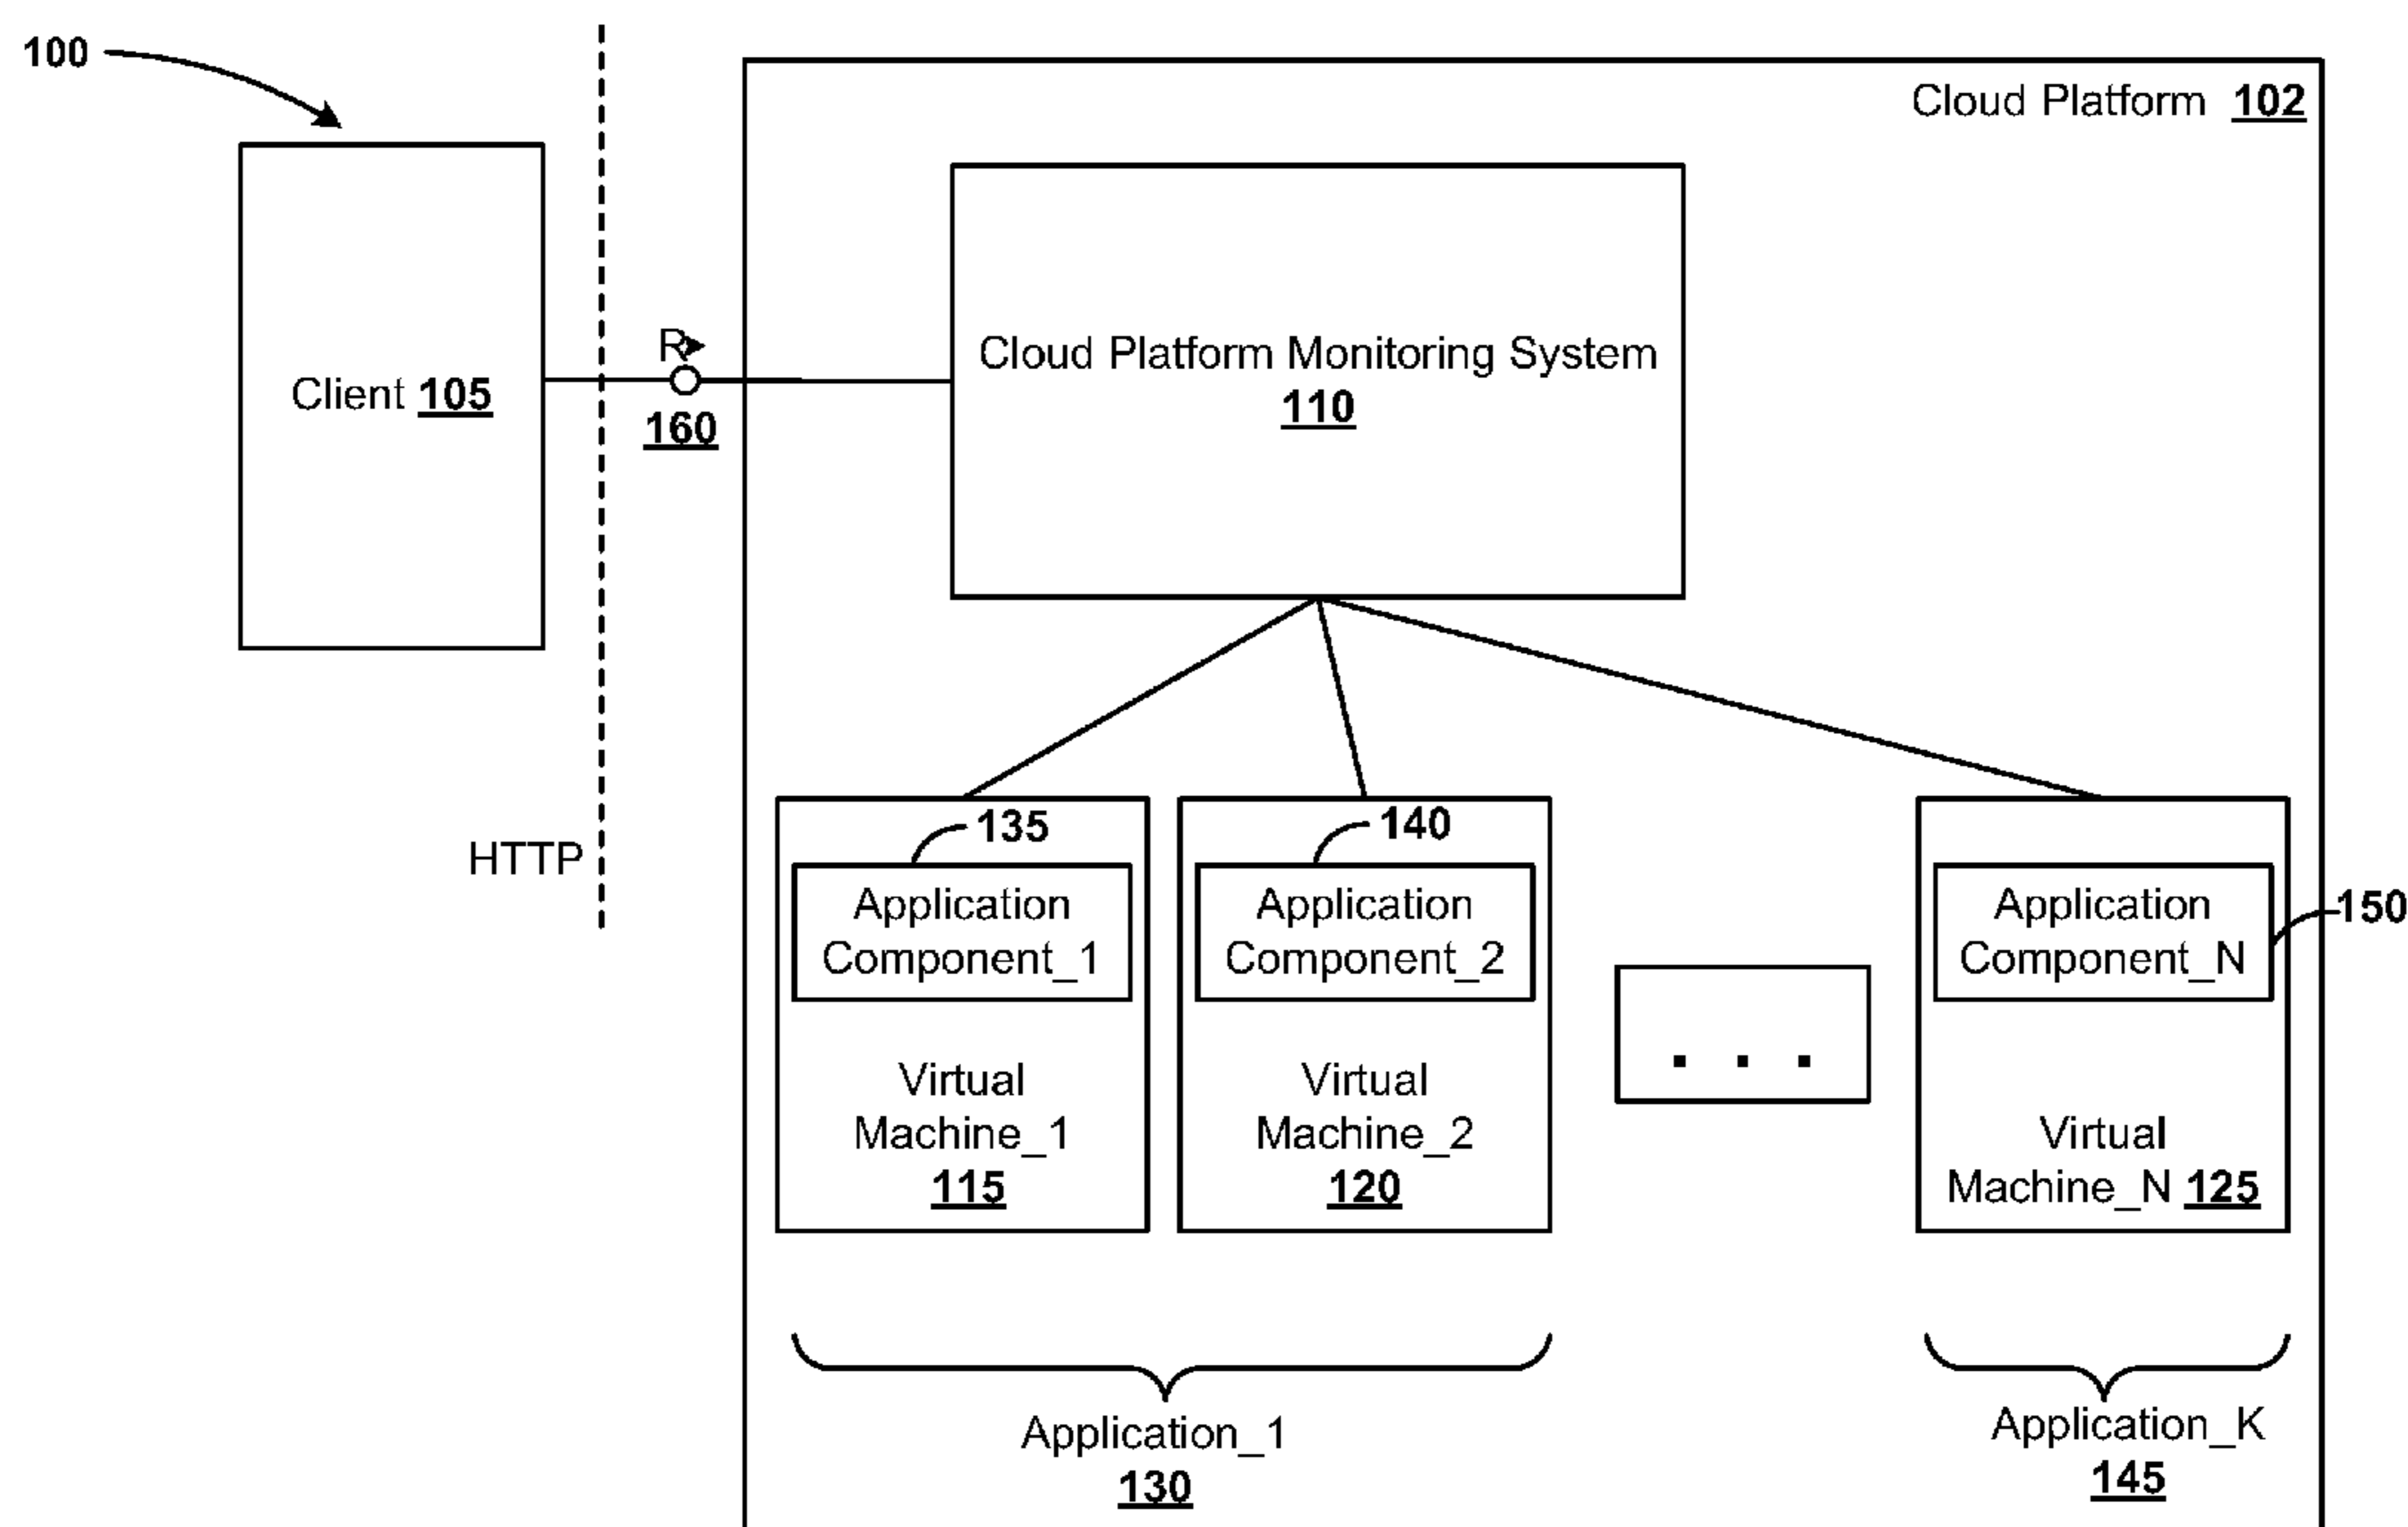 100
Cloud Platform 102
R
Client 105
160
Cloud Platform Monitoring System
110
HTTP
135
140
150
Application
Component_1
Application
Component_2
Application
Component_N
. . .
Virtual
Machine_1
115
Virtual
Machine_2
120
Virtual
Machine_N 125
Application_1
130
Application_K
145